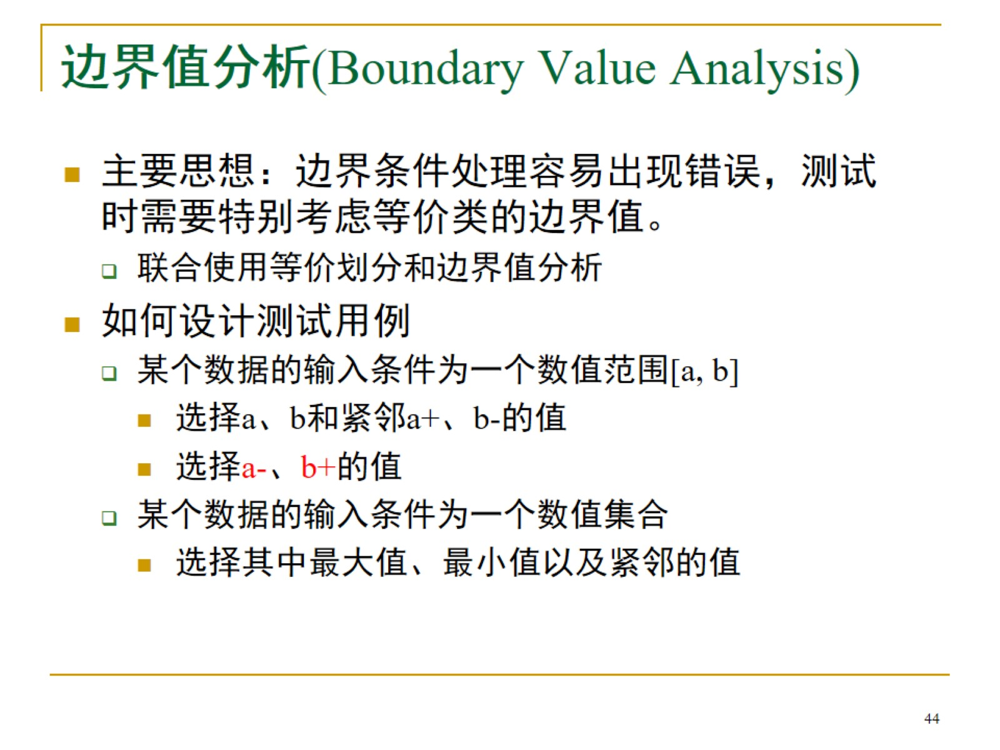 边界值分析(Boundary Value Analysis)
主要思想：边界条件处理容易出现错误，测试
时需要特别考虑等价类的边界值。
联合使用等价划分和边界值分析
如何设计测试用例
某个数据的输入条件为一个数值范围[a, b]
选择a、b和紧邻a+、b-的值
选择a-、b+的值
某个数据的输入条件为一个数值集合
选择其中最大值、最小值以及紧邻的值
44